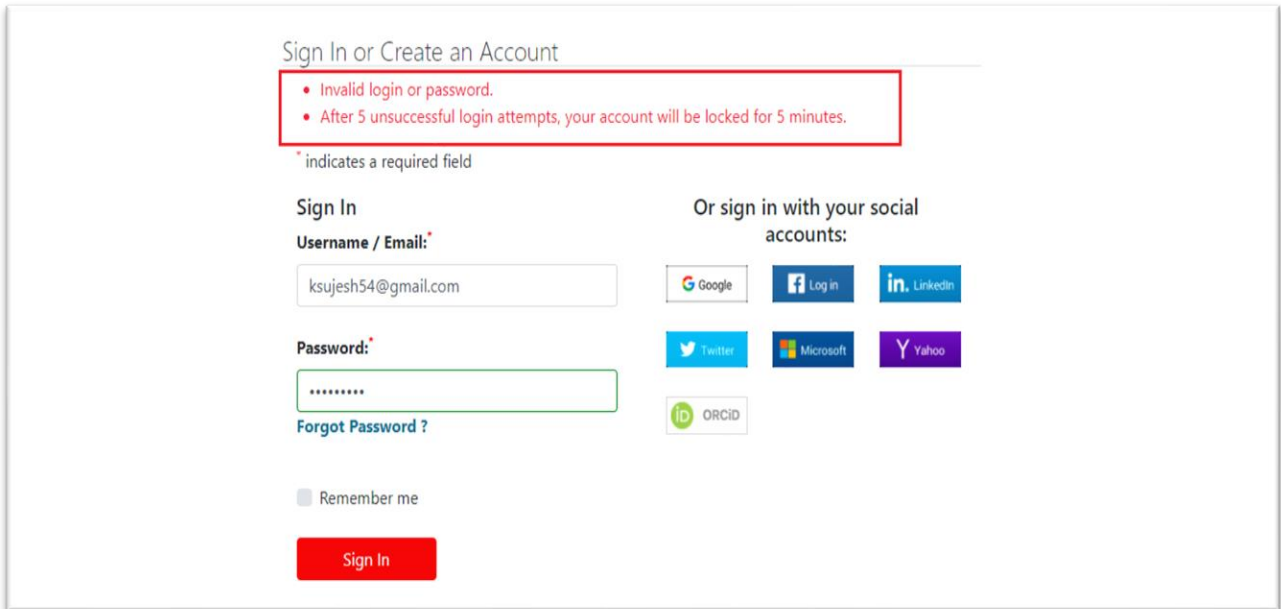 Sign In or Create an Account
• Invalid login or password.
• After 5 unsuccessful login attempts, your account will be locked for 5 minutes.
* indicates a required field
Sign In
Username / Email:*
ksujesh54@gmail.com
Password:*
•••••••••
Forgot Password ?
Remember me
Sign In
Or sign in with your social
accounts:
G Google
f Log in
in. LinkedIn
Twitter
Microsoft
Y Yahoo
iD ORCiD